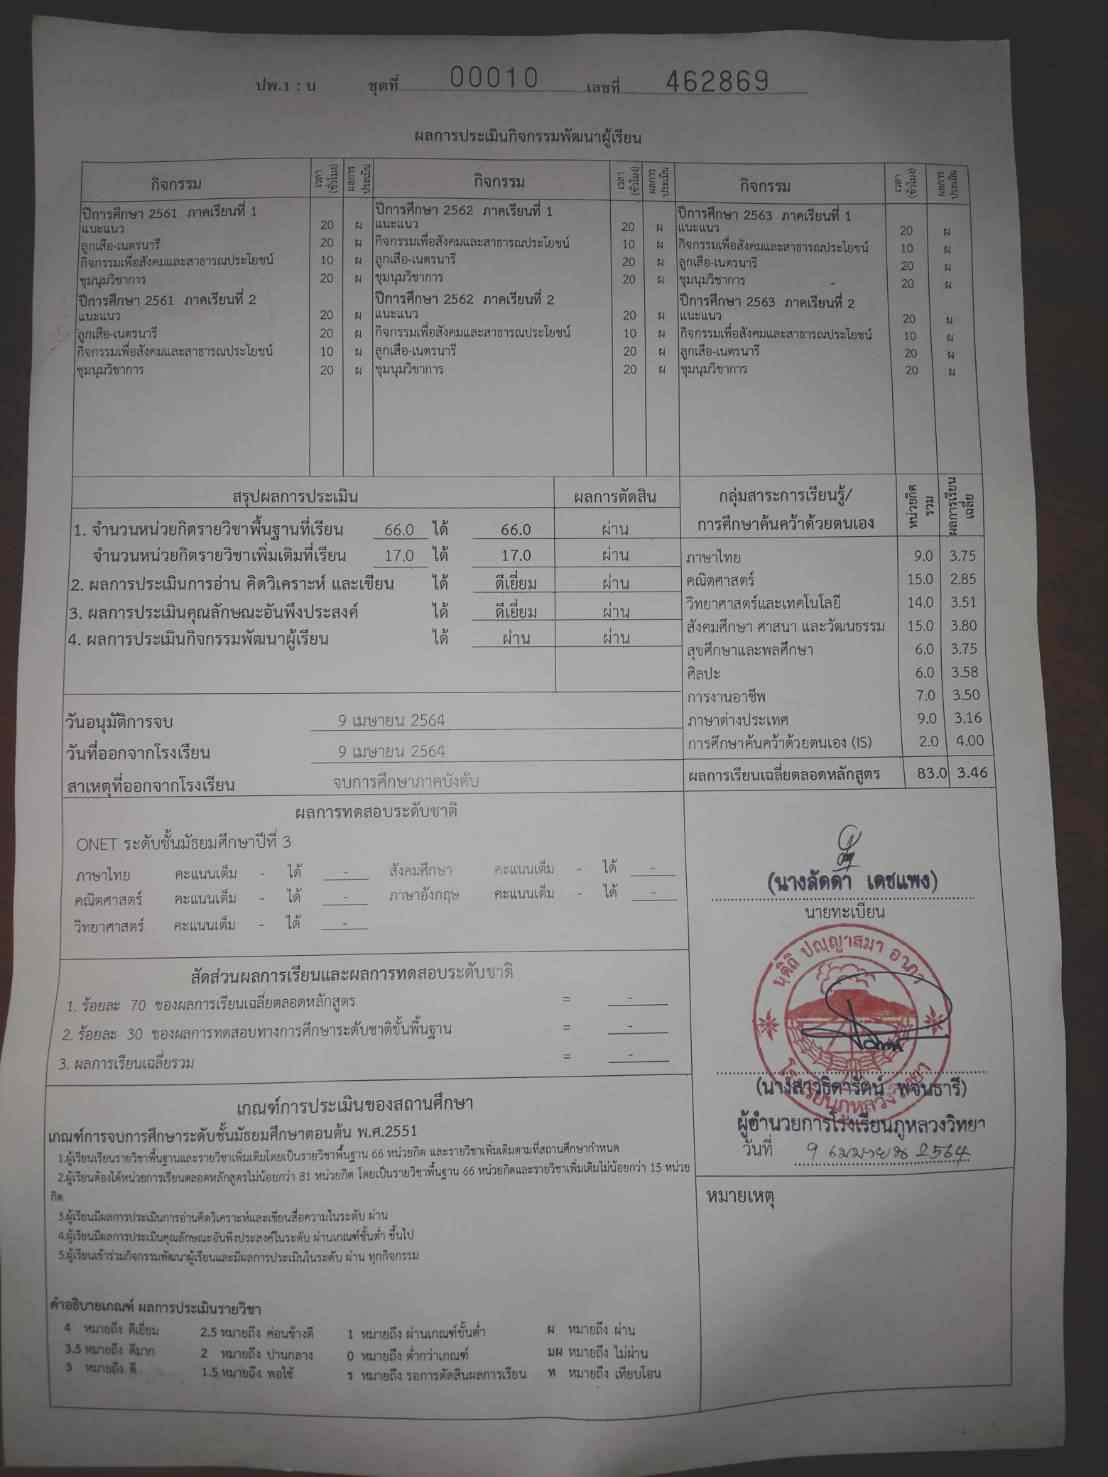 ปพ.1 : บ ชุดที่ 00010 เลขที่ 462869
ผลการประเมินกิจกรรมพัฒนาผู้เรียน
กิจกรรม เวลา (ชั่วโมง) ผลการประเมิน กิจกรรม เวลา (ชั่วโมง) ผลการประเมิน กิจกรรม เวลา (ชั่วโมง) ผลการประเมิน
ปีการศึกษา 2561 ภาคเรียนที่ 1 ปีการศึกษา 2562 ภาคเรียนที่ 1 ปีการศึกษา 2563 ภาคเรียนที่ 1
แนะแนว 20 ผ แนะแนว 20 ผ แนะแนว 20 ผ
ลูกเสือ-เนตรนารี 20 ผ กิจกรรมเพื่อสังคมและสาธารณประโยชน์ 10 ผ กิจกรรมเพื่อสังคมและสาธารณประโยชน์ 10 ผ
กิจกรรมเพื่อสังคมและสาธารณประโยชน์ 10 ผ ลูกเสือ-เนตรนารี 20 ผ ลูกเสือ-เนตรนารี 20 ผ
ชุมนุมวิชาการ 20 ผ ชุมนุมวิชาการ 20 ผ ชุมนุมวิชาการ 20 ผ
ปีการศึกษา 2561 ภาคเรียนที่ 2 ปีการศึกษา 2562 ภาคเรียนที่ 2 ปีการศึกษา 2563 ภาคเรียนที่ 2
แนะแนว 20 ผ แนะแนว 20 ผ แนะแนว 20 ผ
ลูกเสือ-เนตรนารี 20 ผ กิจกรรมเพื่อสังคมและสาธารณประโยชน์ 10 ผ กิจกรรมเพื่อสังคมและสาธารณประโยชน์ 10 ผ
กิจกรรมเพื่อสังคมและสาธารณประโยชน์ 10 ผ ลูกเสือ-เนตรนารี 20 ผ ลูกเสือ-เนตรนารี 20 ผ
ชุมนุมวิชาการ 20 ผ ชุมนุมวิชาการ 20 ผ ชุมนุมวิชาการ 20 ผ
สรุปผลการประเมิน ผลการตัดสิน
1. จำนวนหน่วยกิตรายวิชาพื้นฐานที่เรียน 66.0 ได้ 66.0 ผ่าน
จำนวนหน่วยกิตรายวิชาเพิ่มเติมที่เรียน 17.0 ได้ 17.0 ผ่าน
2. ผลการประเมินการอ่าน คิดวิเคราะห์ และเขียน ได้ ดีเยี่ยม ผ่าน
3. ผลการประเมินคุณลักษณะอันพึงประสงค์ ได้ ดีเยี่ยม ผ่าน
4. ผลการประเมินกิจกรรมพัฒนาผู้เรียน ได้ ผ่าน ผ่าน
วันอนุมัติการจบ 9 เมษายน 2564
วันที่ออกจากโรงเรียน 9 เมษายน 2564
สาเหตุที่ออกจากโรงเรียน จบการศึกษาภาคบังคับ
กลุ่มสาระการเรียนรู้/ หน่วยกิตรวม ผลการเรียนเฉลี่ย
การศึกษาค้นคว้าด้วยตนเอง
ภาษาไทย 9.0 3.75
คณิตศาสตร์ 15.0 2.85
วิทยาศาสตร์และเทคโนโลยี 14.0 3.51
สังคมศึกษา ศาสนา และวัฒนธรรม 15.0 3.80
สุขศึกษาและพลศึกษา 6.0 3.75
ศิลปะ 6.0 3.58
การงานอาชีพ 7.0 3.50
ภาษาต่างประเทศ 9.0 3.16
การศึกษาค้นคว้าด้วยตนเอง (IS) 2.0 4.00
ผลการเรียนเฉลี่ยตลอดหลักสูตร 83.0 3.46
ผลการทดสอบระดับชาติ
ONET ระดับชั้นมัธยมศึกษาปีที่ 3
ภาษาไทย คะแนนเต็ม - ได้ - สังคมศึกษา คะแนนเต็ม - ได้ -
คณิตศาสตร์ คะแนนเต็ม - ได้ - ภาษาอังกฤษ คะแนนเต็ม - ได้ -
วิทยาศาสตร์ คะแนนเต็ม - ได้ -
สัดส่วนผลการเรียนและผลการทดสอบระดับชาติ
1. ร้อยละ 70 ของผลการเรียนเฉลี่ยตลอดหลักสูตร = -
2. ร้อยละ 30 ของผลการทดสอบทางการศึกษาระดับชาติขั้นพื้นฐาน = -
3. ผลการเรียนเฉลี่ยรวม = -
(นางลัดดา เดชแพง)
นายทะเบียน
นตฺถิ ปญฺญาสมา อาภา
โรงเรียนภูหลวงวิทยา
(นางสาวธิดารัตน์ พจันธารี)
ผู้อำนวยการโรงเรียนภูหลวงวิทยา
วันที่ 9 เมษายน 2564
หมายเหตุ
เกณฑ์การประเมินของสถานศึกษา
เกณฑ์การจบการศึกษาระดับชั้นมัธยมศึกษาตอนต้น พ.ศ.2551
1.ผู้เรียนเรียนรายวิชาพื้นฐานและรายวิชาเพิ่มเติมโดยเป็นรายวิชาพื้นฐาน 66 หน่วยกิต และรายวิชาเพิ่มเติมตามที่สถานศึกษากำหนด
2.ผู้เรียนต้องได้หน่วยการเรียนตลอดหลักสูตรไม่น้อยกว่า 81 หน่วยกิต โดยเป็นรายวิชาพื้นฐาน 66 หน่วยกิตและรายวิชาเพิ่มเติมไม่น้อยกว่า 15 หน่วย
กิต
3.ผู้เรียนมีผลการประเมินการอ่านคิดวิเคราะห์และเขียนสื่อความในระดับ ผ่าน
4.ผู้เรียนมีผลการประเมินคุณลักษณะอันพึงประสงค์ในระดับ ผ่านเกณฑ์ขั้นต่ำ ขึ้นไป
5.ผู้เรียนเข้าร่วมกิจกรรมพัฒนาผู้เรียนและมีผลการประเมินในระดับ ผ่าน ทุกกิจกรรม
คำอธิบายเกณฑ์ ผลการประเมินรายวิชา
4 หมายถึง ดีเยี่ยม 2.5 หมายถึง ค่อนข้างดี 1 หมายถึง ผ่านเกณฑ์ขั้นต่ำ ผ หมายถึง ผ่าน
3.5 หมายถึง ดีมาก 2 หมายถึง ปานกลาง 0 หมายถึง ต่ำกว่าเกณฑ์ มผ หมายถึง ไม่ผ่าน
3 หมายถึง ดี 1.5 หมายถึง พอใช้ ร หมายถึง รอการตัดสินผลการเรียน ท หมายถึง เทียบโอน